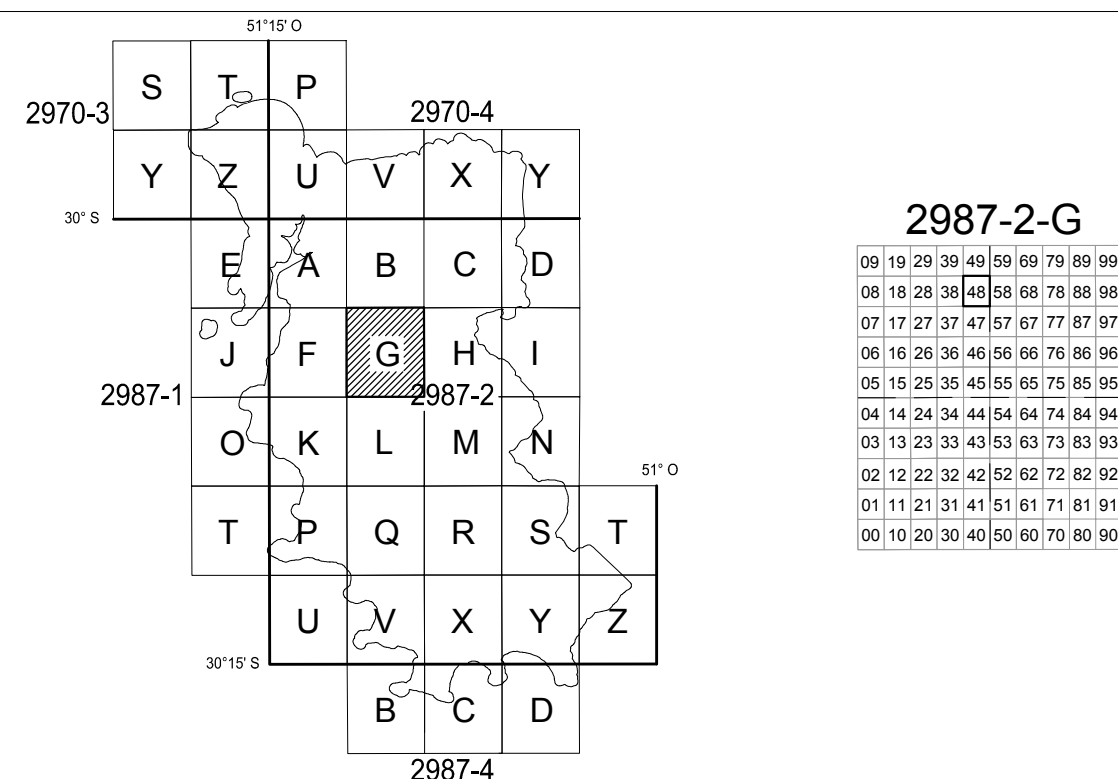 51°15' O
S T P
2970-3 2970-4
Y Z U V X Y
30° S
E A B C D
J F G H I
2987-1 2987-2
O K L M N
51° O
T P Q R S T
U V X Y Z
30°15' S
B C D
2987-4
2987-2-G
09 19 29 39 49 59 69 79 89 99
08 18 28 38 48 58 68 78 88 98
07 17 27 37 47 57 67 77 87 97
06 16 26 36 46 56 66 76 86 96
05 15 25 35 45 55 65 75 85 95
04 14 24 34 44 54 64 74 84 94
03 13 23 33 43 53 63 73 83 93
02 12 22 32 42 52 62 72 82 92
01 11 21 31 41 51 61 71 81 91
00 10 20 30 40 50 60 70 80 90